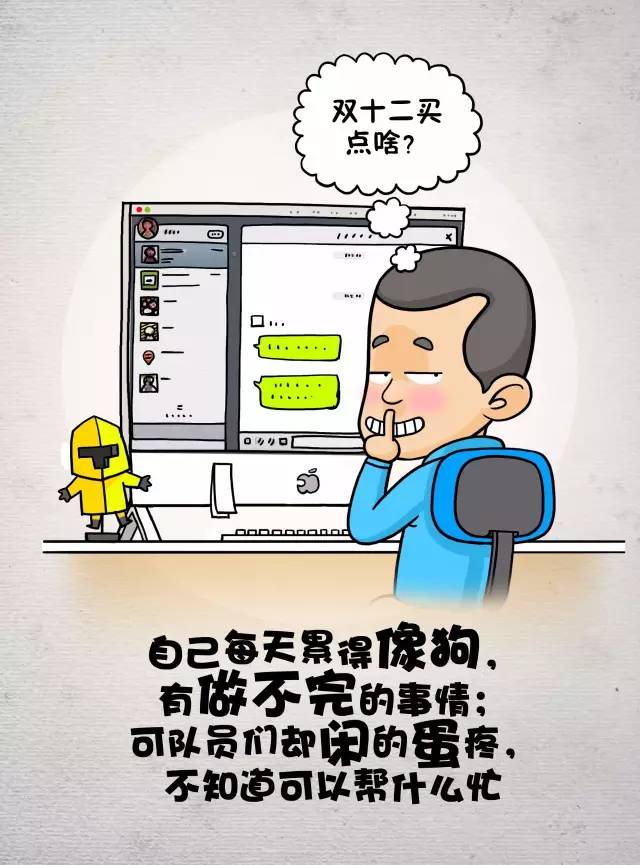 双十二买
点啥?
自己每天累得像狗,
有做不完的事情;
可队员们却闲的蛋疼,
不知道可以帮什么忙